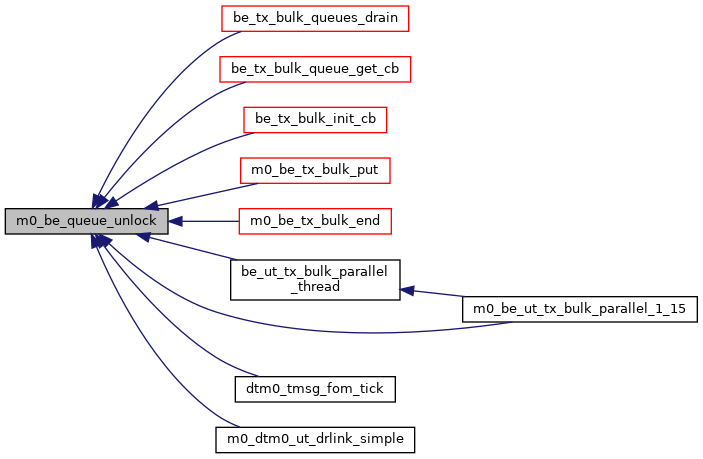 be_tx_bulk_queues_drain
be_tx_bulk_queue_get_cb
be_tx_bulk_init_cb
m0_be_tx_bulk_put
m0_be_queue_unlock
m0_be_tx_bulk_end
be_ut_tx_bulk_parallel
_thread
m0_be_ut_tx_bulk_parallel_1_15
dtm0_tmsg_fom_tick
m0_dtm0_ut_drlink_simple